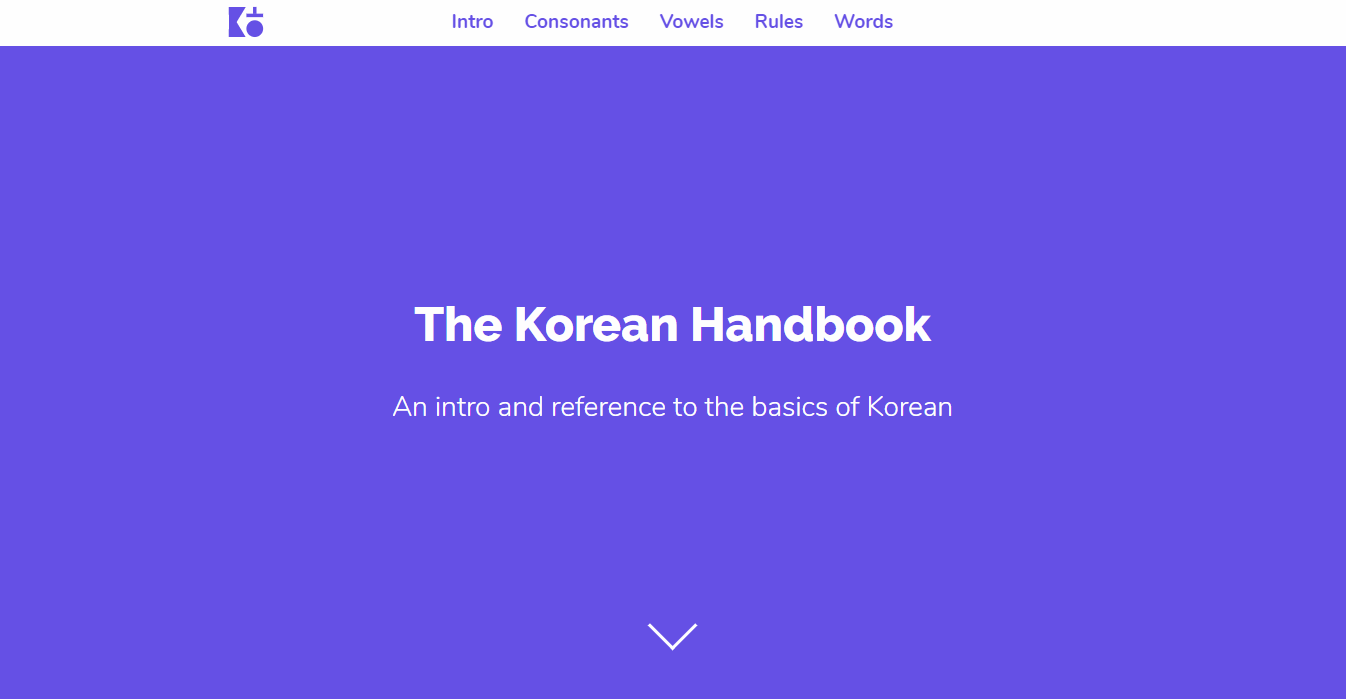 Intro Consonants Vowels Rules Words
The Korean Handbook
An intro and reference to the basics of Korean